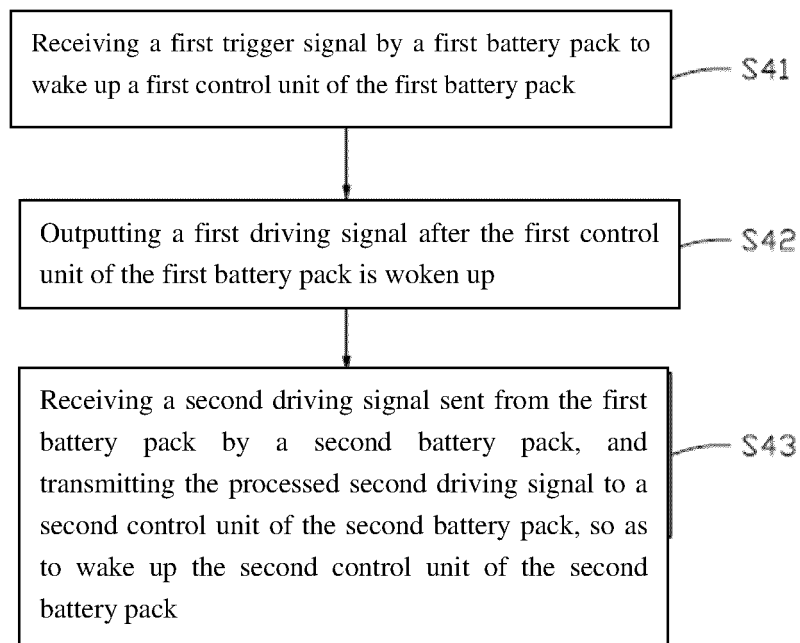 Receiving a first trigger signal by a first battery pack to
wake up a first control unit of the first battery pack
S41
Outputting a first driving signal after the first control
unit of the first battery pack is woken up
S42
Receiving a second driving signal sent from the first
battery pack by a second battery pack, and
transmitting the processed second driving signal to a
second control unit of the second battery pack, so as
to wake up the second control unit of the second
battery pack
S43